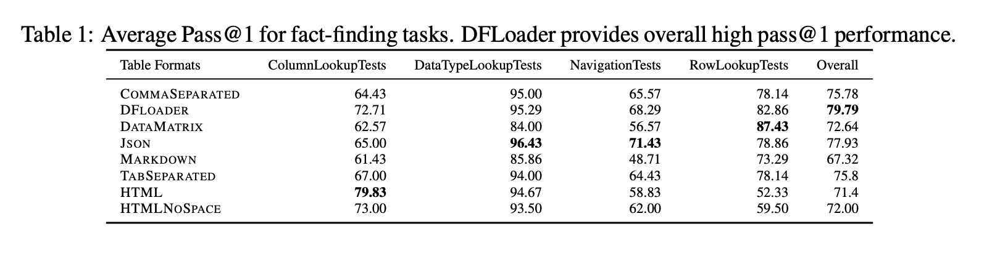 Table 1: Average Pass@1 for fact-finding tasks. DFLoader provides overall high pass@1 performance.
Table Formats ColumnLookupTests DataTypeLookupTests NavigationTests RowLookupTests Overall
COMMASEPARATED 64.43 95.00 65.57 78.14 75.78
DFLOADER 72.71 95.29 68.29 82.86 79.79
DATAMATRIX 62.57 84.00 56.57 87.43 72.64
JSON 65.00 96.43 71.43 78.86 77.93
MARKDOWN 61.43 85.86 48.71 73.29 67.32
TABSEPARATED 67.00 94.00 64.43 78.14 75.8
HTML 79.83 94.67 58.83 52.33 71.4
HTMLNOSPACE 73.00 93.50 62.00 59.50 72.00